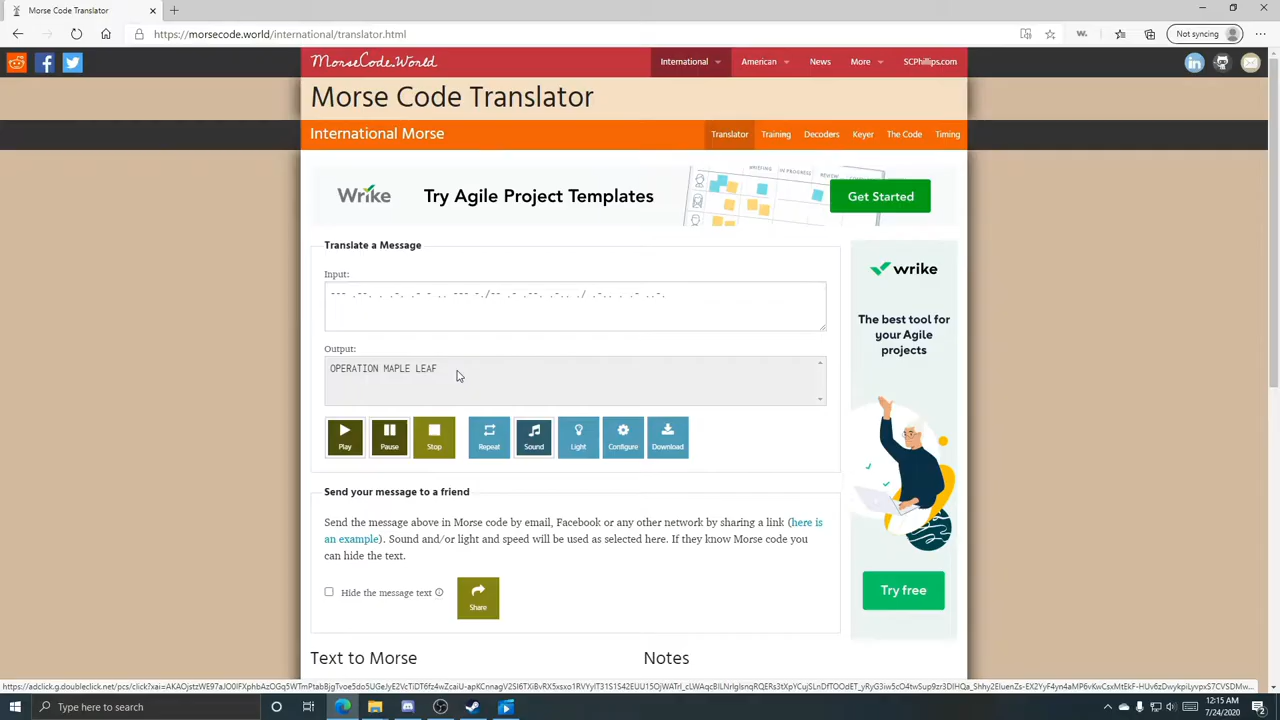 Morse Code Translator
https://morsecode.world/international/translator.html
Not syncing
MorseCodeWorld
International American News More SCPhillips.com
Morse Code Translator
International Morse
Translator Training Decoders Keyer The Code Timing
Wrike Try Agile Project Templates Get Started
BRIEFING IN PROGRESS REVIEW
Translate a Message
Input:
--- .--. . .-. .- - .. --- -./-- .- .--. .-.. ./ .-.. . .- ..-.
Output:
OPERATION MAPLE LEAF
Play Pause Stop Repeat Sound Light Configure Download
wrike
The best tool for
your Agile
projects
Try free
Send your message to a friend
Send the message above in Morse code by email, Facebook or any other network by sharing a link (here is
an example). Sound and/or light and speed will be used as selected here. If they know Morse code you
can hide the text.
Hide the message text
Share
Text to Morse Notes
Type here to search
12:15 AM
7/24/2020